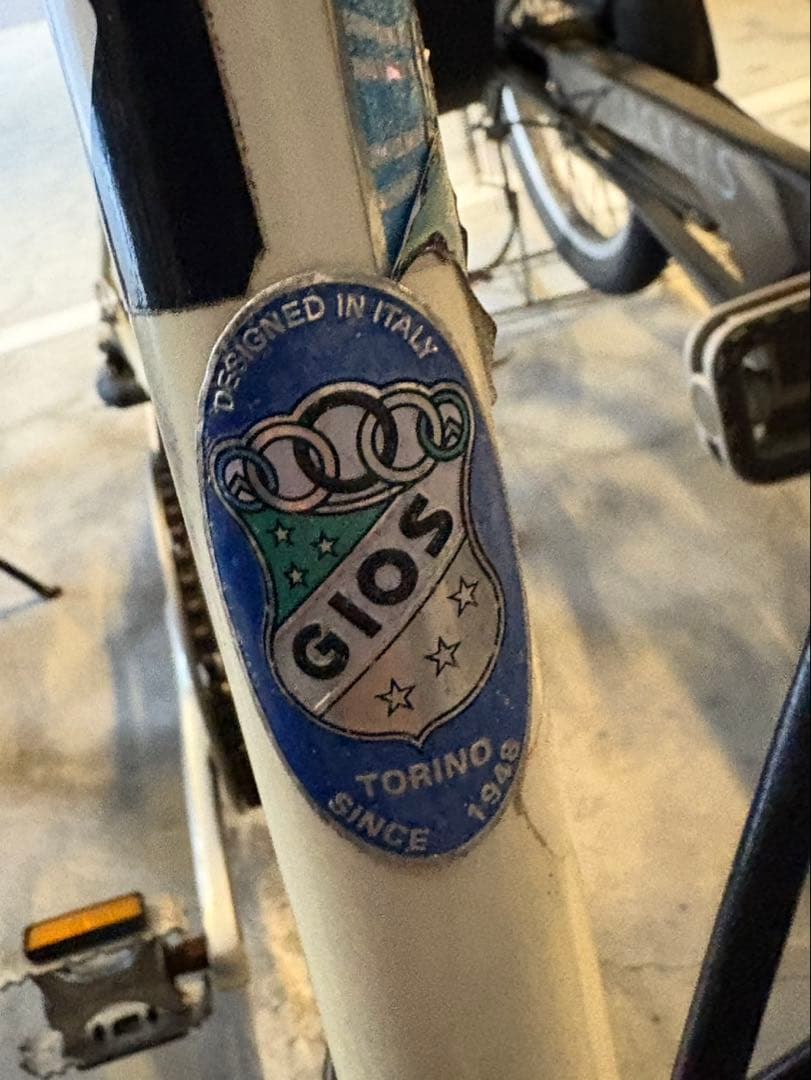 DESIGNED IN ITALY
GIOS
TORINO
SINCE 1948